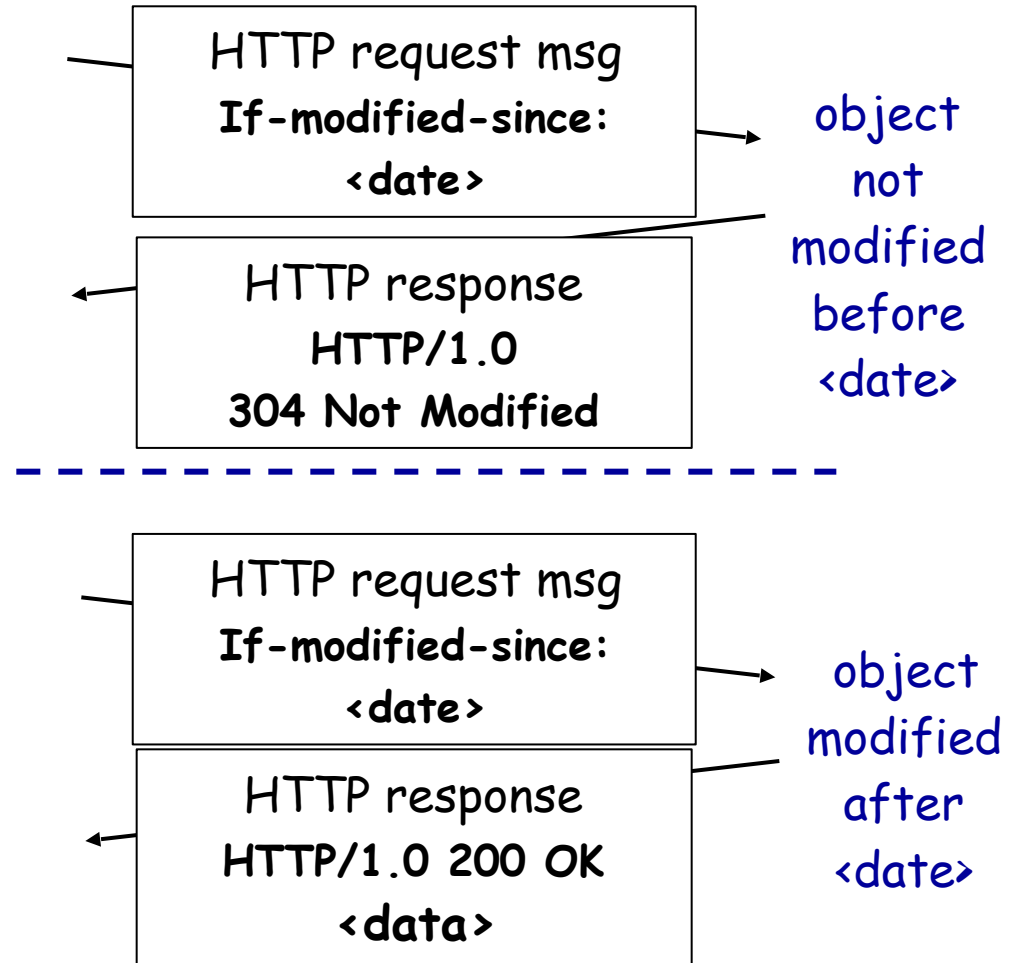 HTTP request msg
If-modified-since:
<date>
object
not
modified
before
<date>
HTTP response
HTTP/1.0
304 Not Modified
HTTP request msg
If-modified-since:
<date>
object
modified
after
<date>
HTTP response
HTTP/1.0 200 OK
<data>